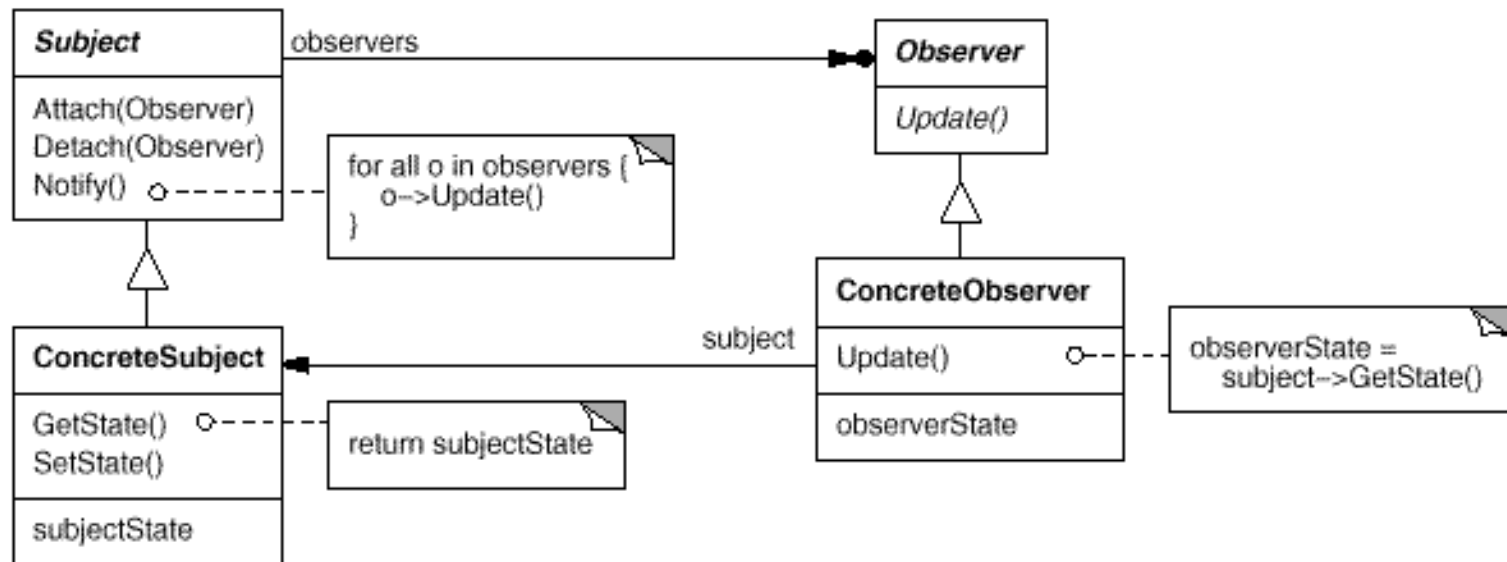 Subject
observers
Observer
Attach(Observer)
Detach(Observer)
Notify()
for all o in observers {
o->Update()
}
Update()
ConcreteSubject
subject
ConcreteObserver
GetState()
SetState()
return subjectState
Update()
observerState =
subject->GetState()
observerState
subjectState